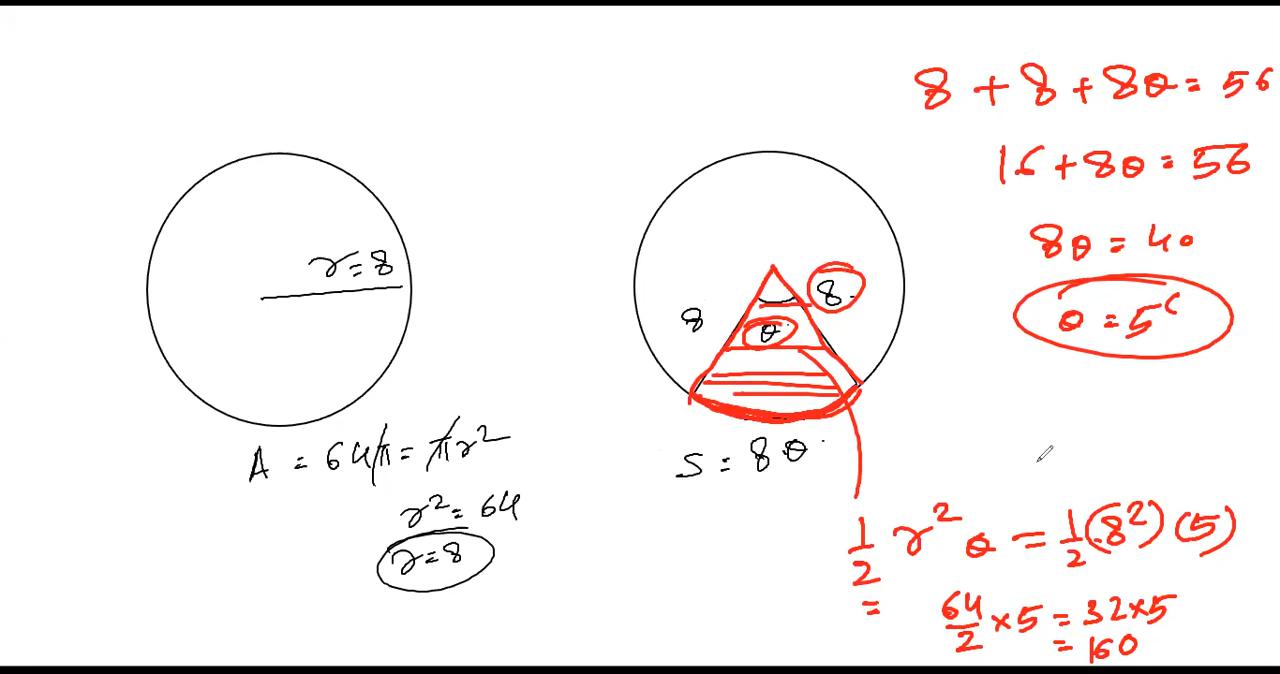 8 + 8 + 8θ = 56
16 + 8θ = 56
8θ = 40
θ = 5ᶜ
r = 8
8
8
θ
A = 64π = πr²
r² = 64
r = 8
S = 8θ
1/2 r² θ = 1/2 (8²) (5)
= 64/2 × 5 = 32 × 5
= 160